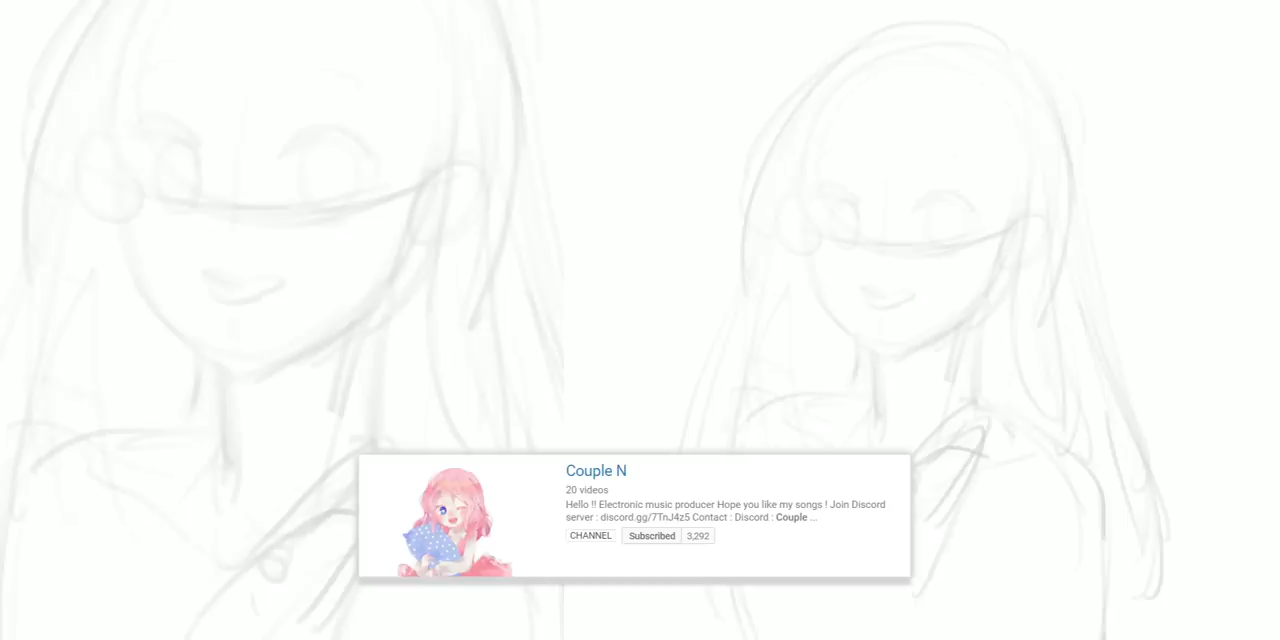 Couple N
20 videos
Hello !! Electronic music producer Hope you like my songs ! Join Discord
server : discord.gg/7TnJ4z5 Contact : Discord : Couple ...
CHANNEL Subscribed 3,292